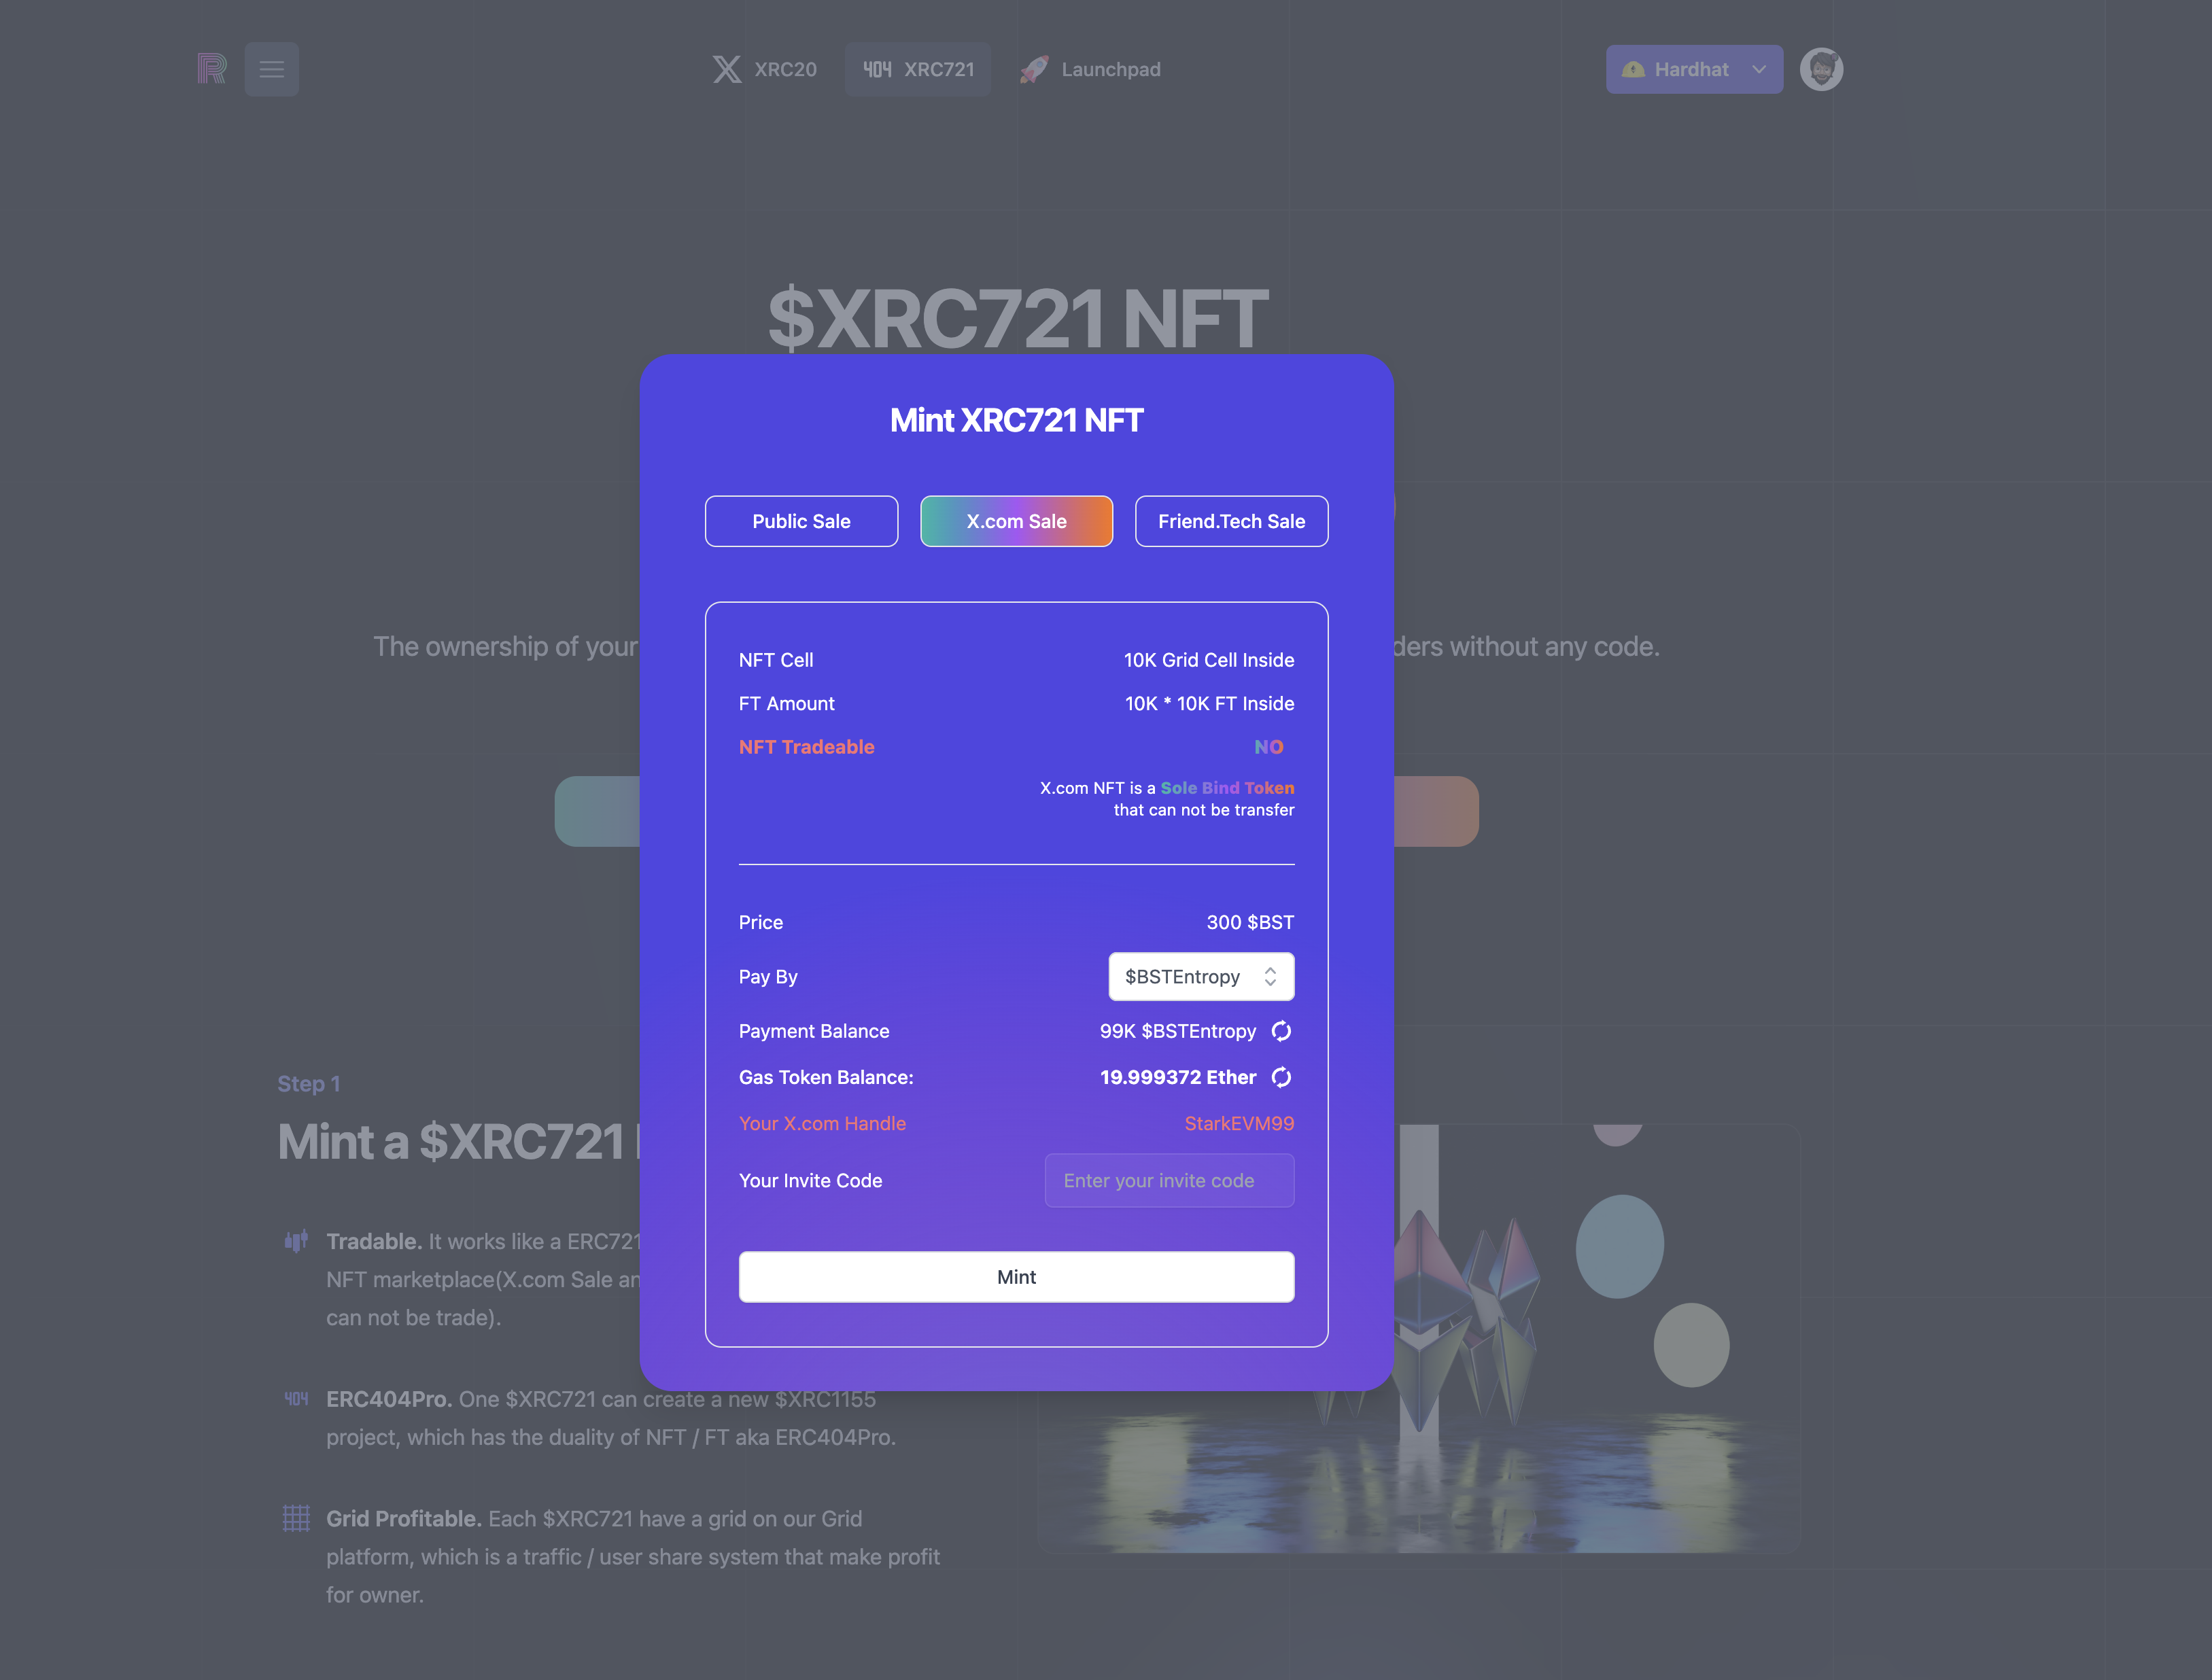 XRC20
404 XRC721
Launchpad
Hardhat
$XRC721 NFT
The ownership of your
ders without any code.
Mint XRC721 NFT
Public Sale
X.com Sale
Friend.Tech Sale
NFT Cell
10K Grid Cell Inside
FT Amount
10K * 10K FT Inside
NFT Tradeable
NO
X.com NFT is a Sole Bind Token
that can not be transfer
Price
300 $BST
Pay By
$BSTEntropy
Payment Balance
99K $BSTEntropy
Gas Token Balance:
19.999372 Ether
Your X.com Handle
StarkEVM99
Your Invite Code
Enter your invite code
Mint
Step 1
Mint a $XRC721
Tradable. It works like a ERC721
NFT marketplace(X.com Sale an
can not be trade).
404 ERC404Pro. One $XRC721 can create a new $XRC1155
project, which has the duality of NFT / FT aka ERC404Pro.
Grid Profitable. Each $XRC721 have a grid on our Grid
platform, which is a traffic / user share system that make profit
for owner.